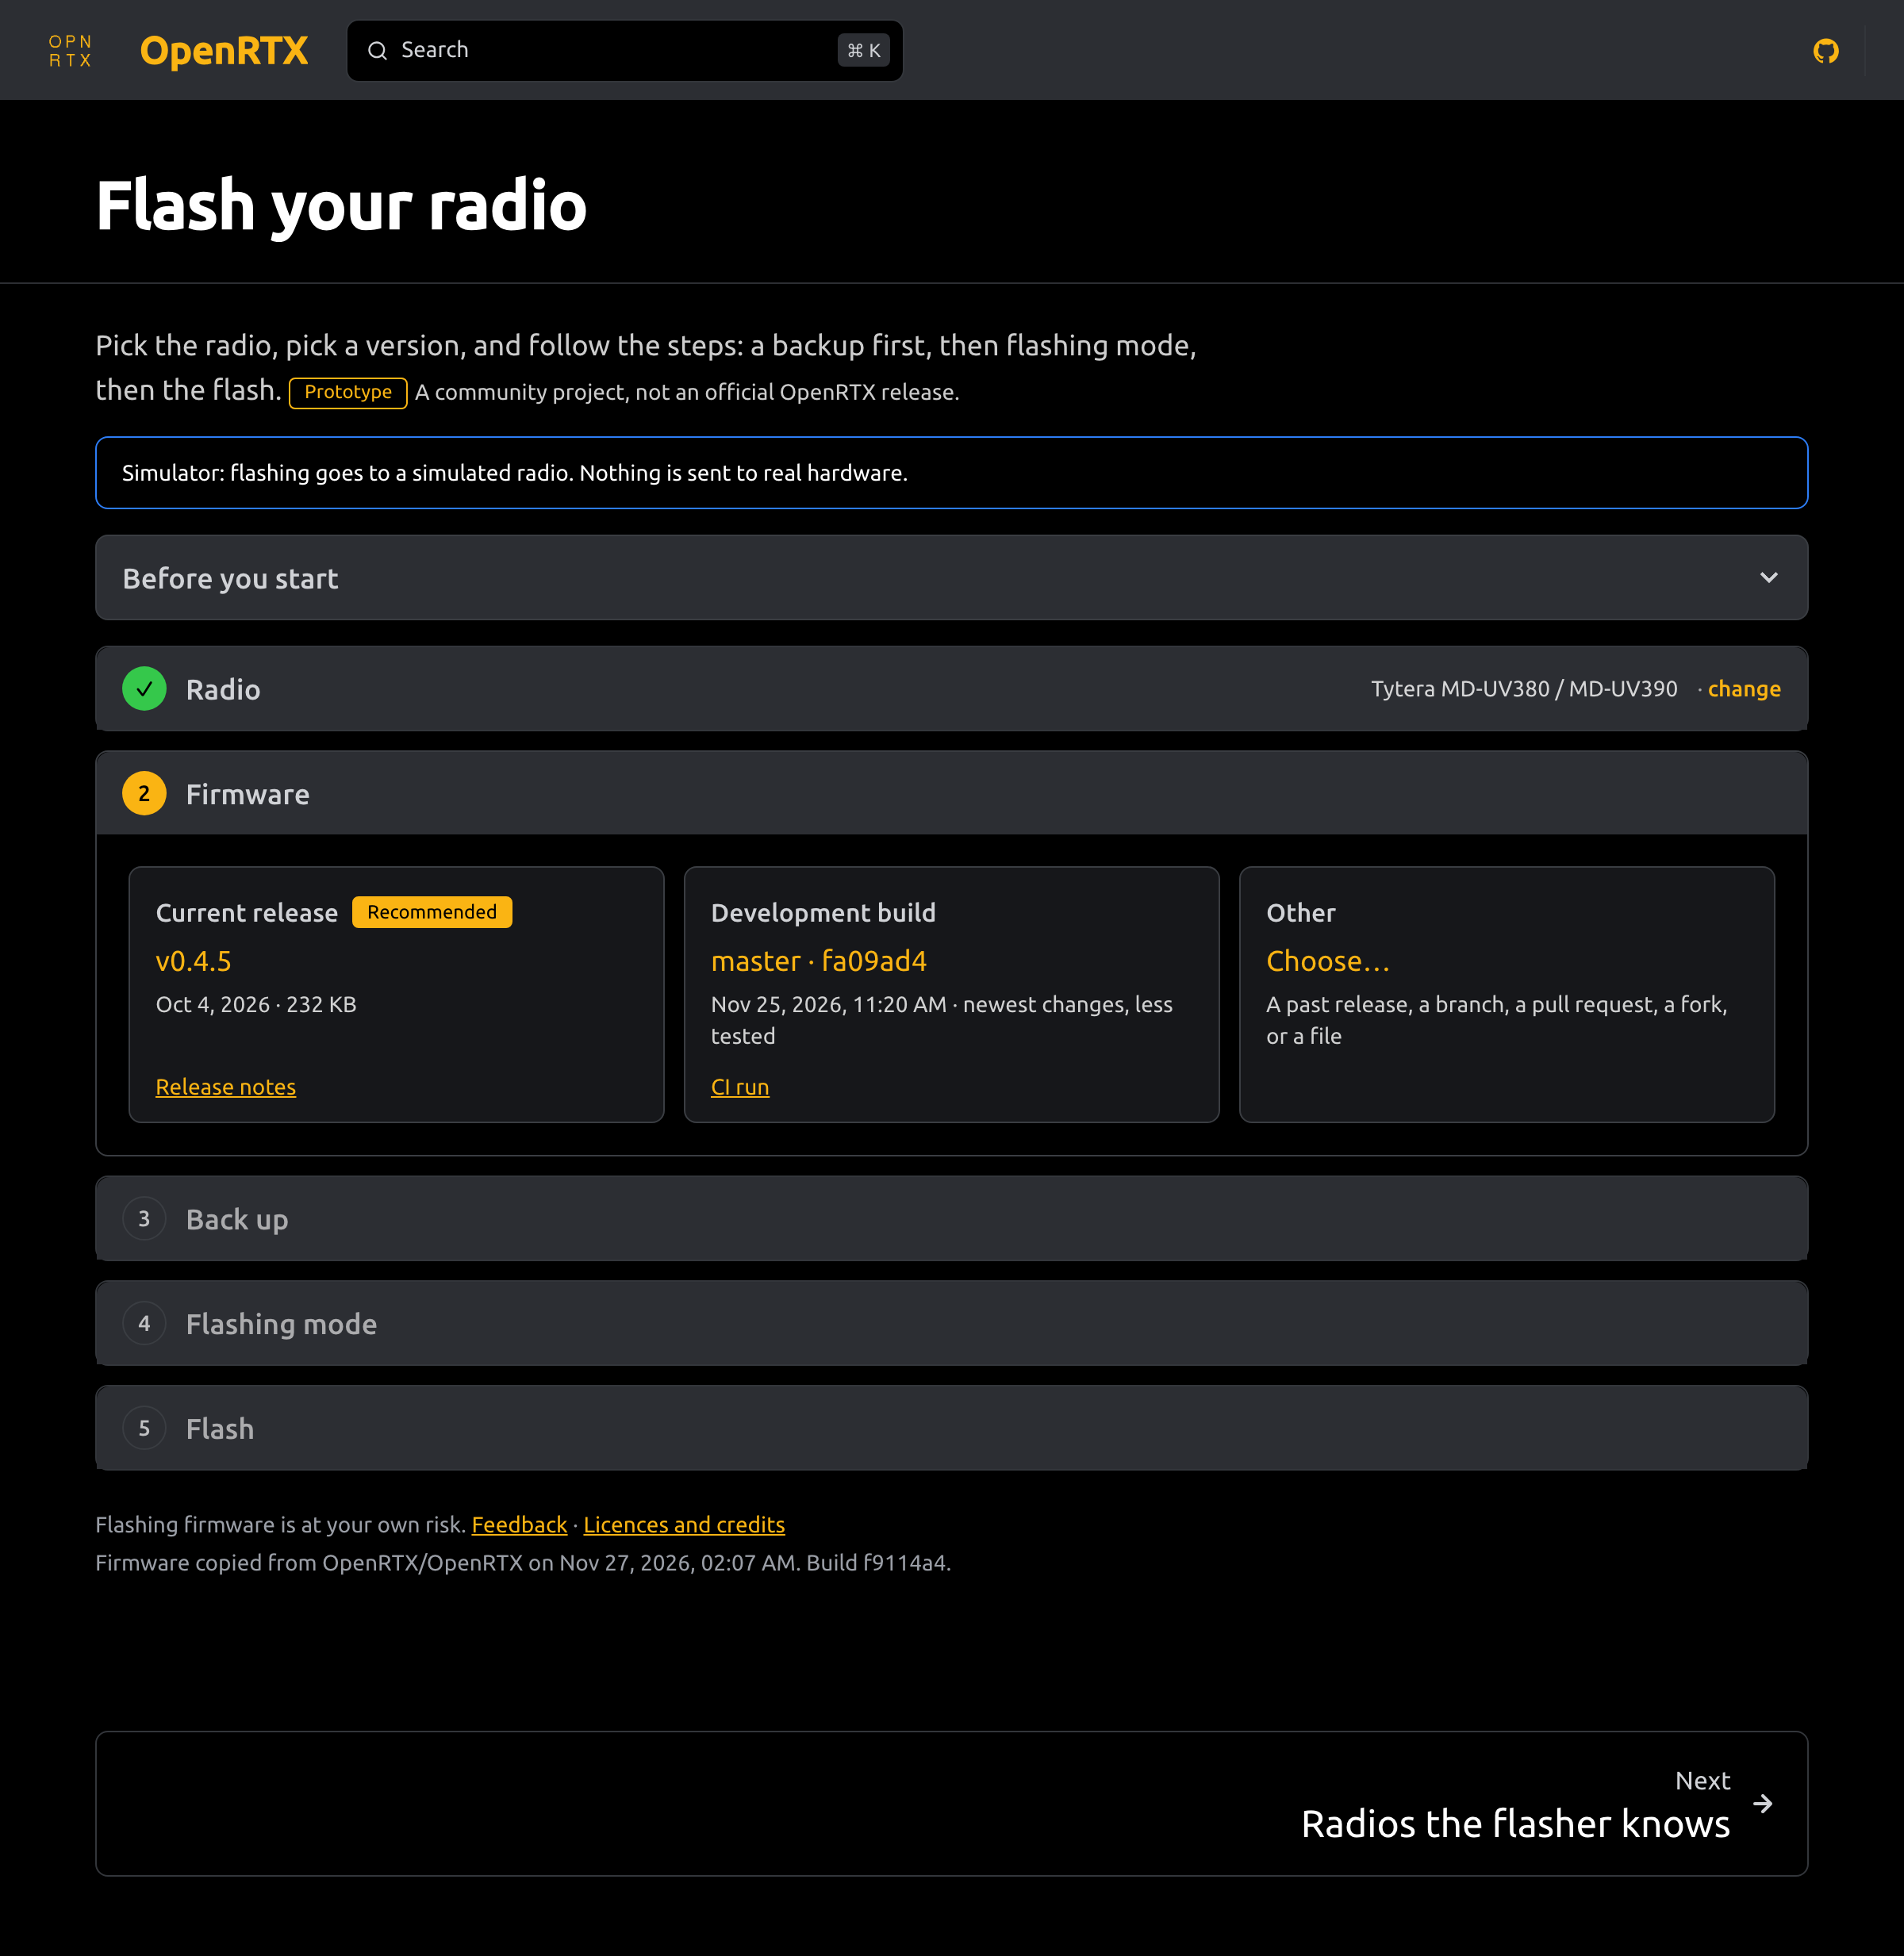 OPN
RTX
OpenRTX
Search
⌘ K
Flash your radio
Pick the radio, pick a version, and follow the steps: a backup first, then flashing mode,
then the flash. Prototype A community project, not an official OpenRTX release.
Simulator: flashing goes to a simulated radio. Nothing is sent to real hardware.
Before you start
Radio
Tytera MD-UV380 / MD-UV390 · change
2 Firmware
Current release Recommended
v0.4.5
Oct 4, 2026 · 232 KB
Release notes
Development build
master · fa09ad4
Nov 25, 2026, 11:20 AM · newest changes, less
tested
CI run
Other
Choose…
A past release, a branch, a pull request, a fork,
or a file
3 Back up
4 Flashing mode
5 Flash
Flashing firmware is at your own risk. Feedback · Licences and credits
Firmware copied from OpenRTX/OpenRTX on Nov 27, 2026, 02:07 AM. Build f9114a4.
Next
Radios the flasher knows